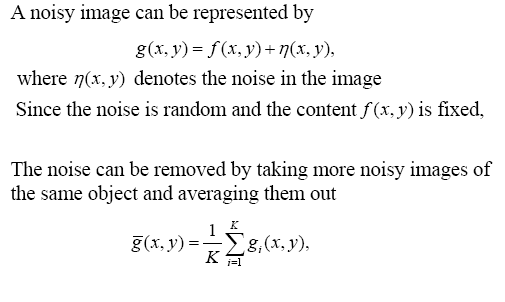 A noisy image can be represented by
g(x, y) = f(x, y) + η(x, y),
where η(x, y) denotes the noise in the image
Since the noise is random and the content f(x, y) is fixed,
The noise can be removed by taking more noisy images of
the same object and averaging them out
g̅(x, y) = 1/K ∑_{i=1}^{K} g_i(x, y),